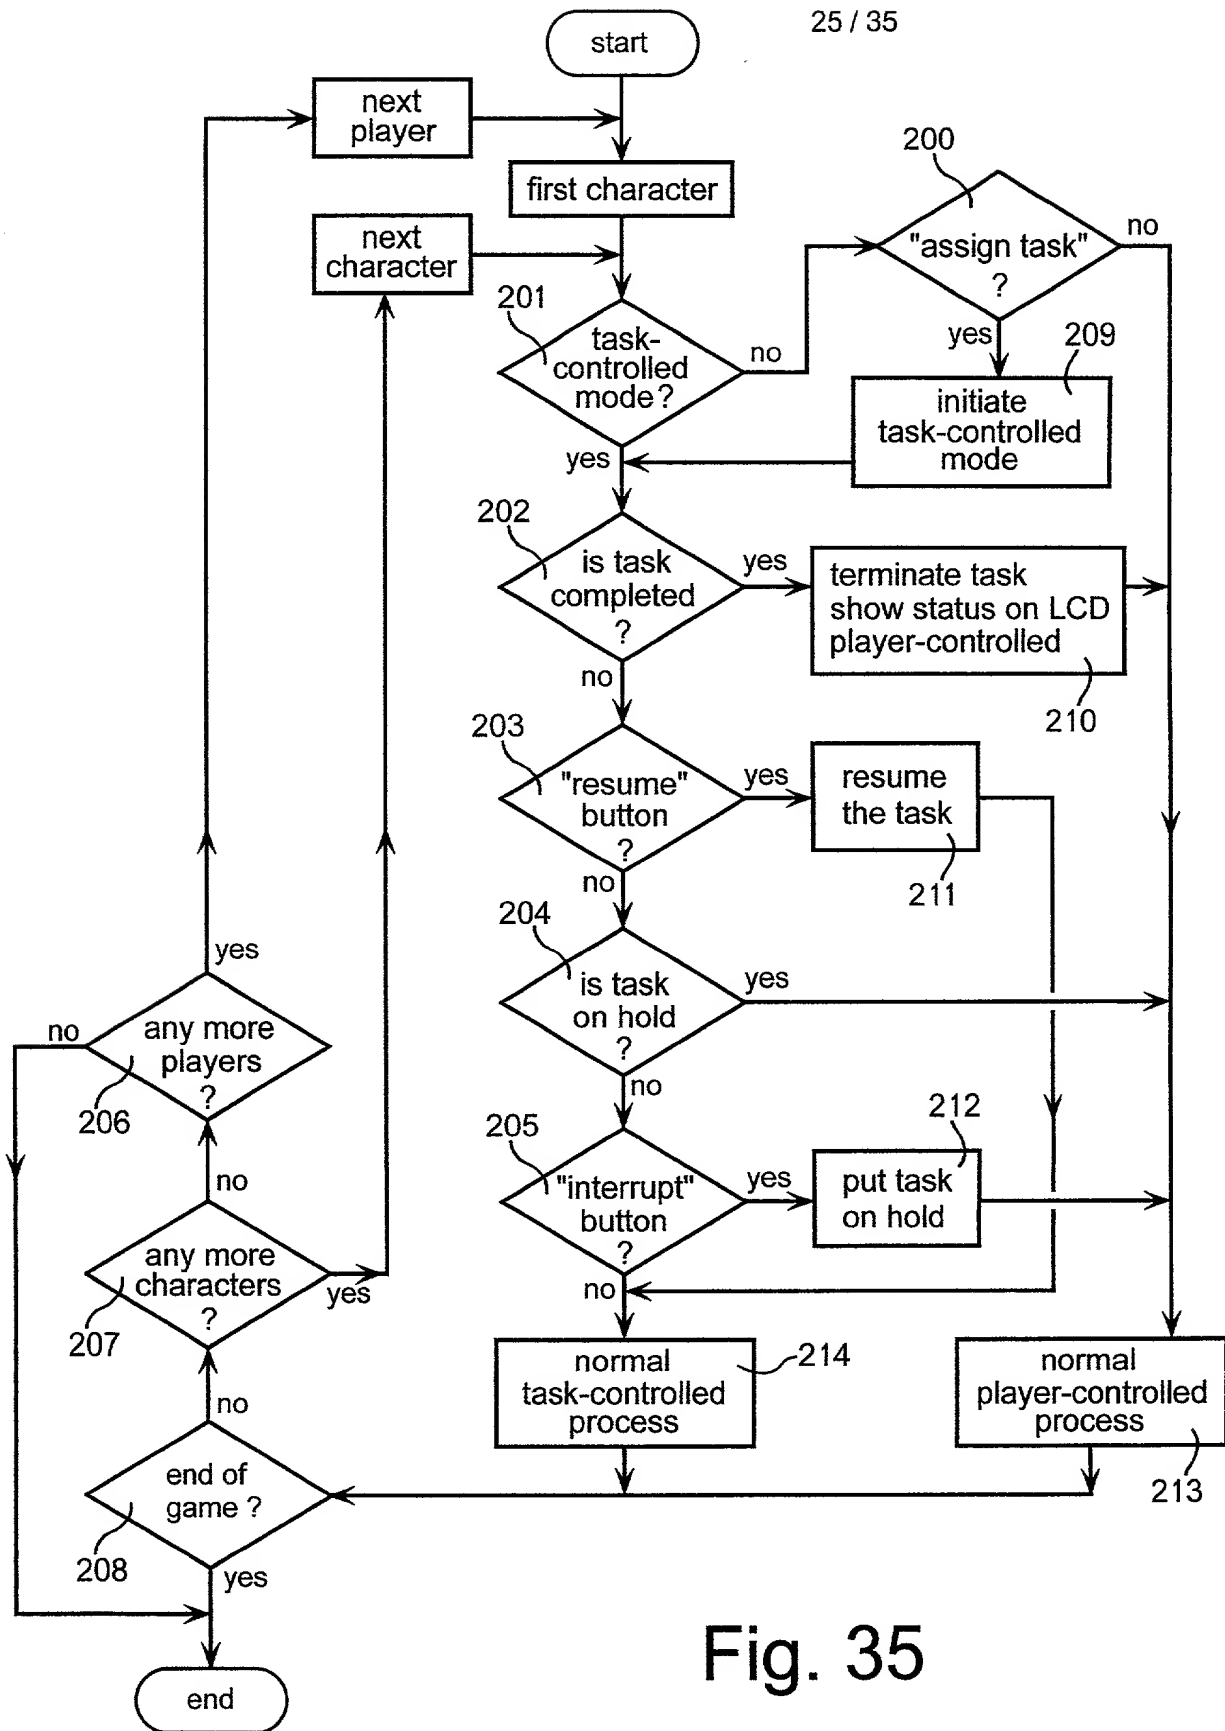 25 / 35
start
next
player
first character
200
"assign task"
?
no
yes
next
character
201
task-
controlled
mode?
no
yes
209
initiate
task-controlled
mode
202
is task
completed
?
yes
no
terminate task
show status on LCD
player-controlled
210
203
"resume"
button
?
yes
no
resume
the task
211
204
is task
on hold
?
yes
no
205
"interrupt"
button
?
yes
no
212
put task
on hold
yes
any more
players
?
no
206
no
any more
characters
?
yes
207
no
end of
game ?
208
yes
normal
task-controlled
process
214
normal
player-controlled
process
213
end
Fig. 35